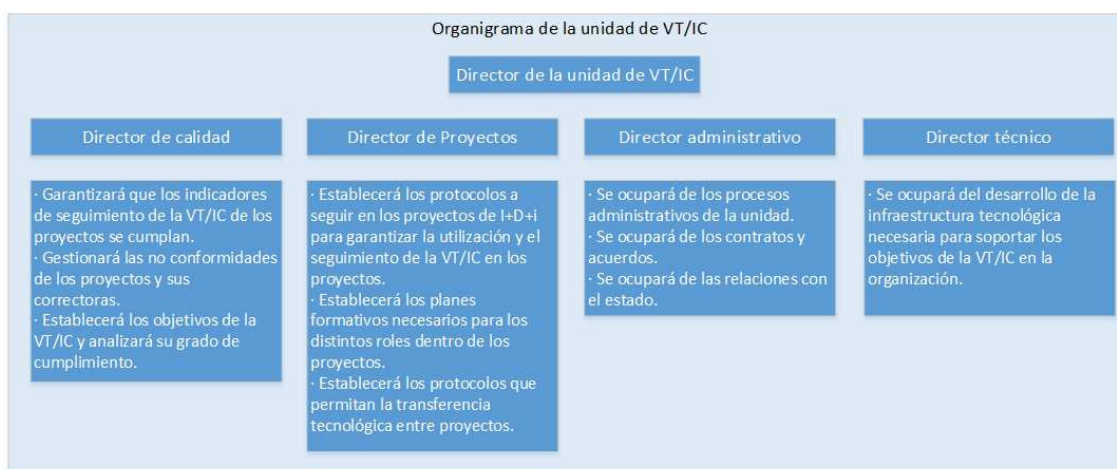 Organigrama de la unidad de VT/IC
Director de la unidad de VT/IC
Director de calidad
· Garantizará que los indicadores
de seguimiento de la VT/IC de los
proyectos se cumplan.
· Gestionará las no conformidades
de los proyectos y sus
correctoras.
· Establecerá los objetivos de la
VT/IC y analizará su grado de
cumplimiento.
Director de Proyectos
· Establecerá los protocolos a
seguir en los proyectos de I+D+i
para garantizar la utilización y el
seguimiento de la VT/IC en los
proyectos.
· Establecerá los planes
formativos necesarios para los
distintos roles dentro de los
proyectos.
· Establecerá los protocolos que
permitan la transferencia
tecnológica entre proyectos.
Director administrativo
· Se ocupará de los procesos
administrativos de la unidad.
· Se ocupará de los contratos y
acuerdos.
· Se ocupará de las relaciones con
el estado.
Director técnico
· Se ocupará del desarrollo de la
infraestructura tecnológica
necesaria para soportar los
objetivos de la VT/IC en la
organización.